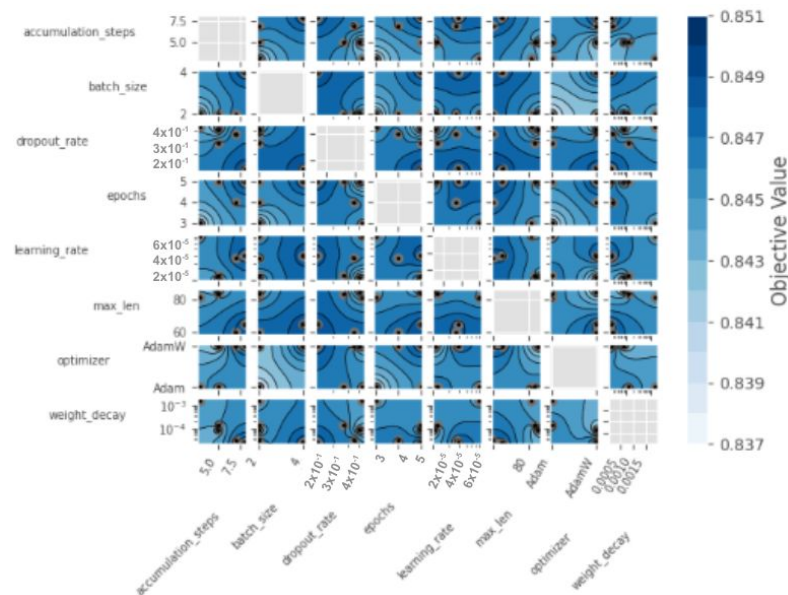 0.851
7.5
accumulation_steps
5.0
0.849
4
batch_size
2
0.847
4x10⁻¹
dropout_rate
3x10⁻¹
2x10⁻¹
5
epochs
4
3
0.845
6x10⁻⁵
learning_rate
4x10⁻⁵
2x10⁻⁵
0.843
80
max_len
60
0.841
AdamW
optimizer
Adam
0.839
10⁻³
weight_decay
10⁻⁴
0.837
Objective Value
5.0 7.5 2 4 2x10⁻¹ 3x10⁻¹ 4x10⁻¹ 3 4 5 2x10⁻⁵ 4x10⁻⁵ 6x10⁻⁵ 80 Adam AdamW 0.0005 0.0010 0.0015
accumulation_steps batch_size dropout_rate epochs learning_rate max_len optimizer weight_decay